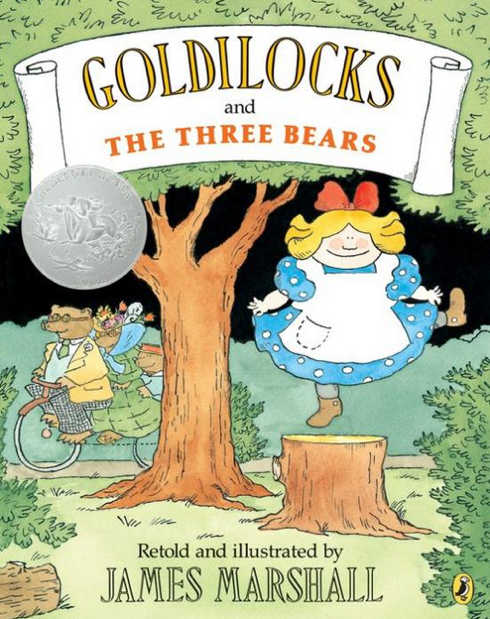 GOLDILOCKS
and
THE THREE BEARS
Retold and illustrated by
JAMES MARSHALL